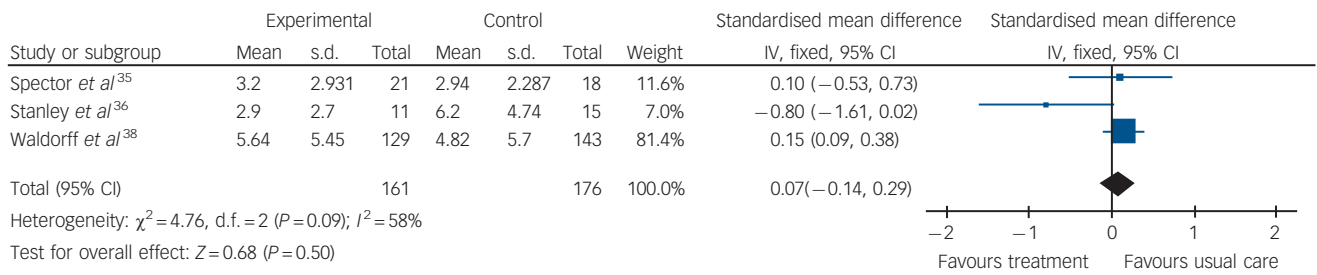 Experimental Control Standardised mean difference Standardised mean difference
Study or subgroup Mean s.d. Total Mean s.d. Total Weight IV, fixed, 95% CI IV, fixed, 95% CI
Spector et al³⁵ 3.2 2.931 21 2.94 2.287 18 11.6% 0.10 (−0.53, 0.73)
Stanley et al³⁶ 2.9 2.7 11 6.2 4.74 15 7.0% −0.80 (−1.61, 0.02)
Waldorff et al³⁸ 5.64 5.45 129 4.82 5.7 143 81.4% 0.15 (0.09, 0.38)
Total (95% CI) 161 176 100.0% 0.07(−0.14, 0.29)
Heterogeneity: χ² = 4.76, d.f. = 2 (P = 0.09); I² = 58%
−2 −1 0 1 2
Test for overall effect: Z = 0.68 (P = 0.50)
Favours treatment Favours usual care